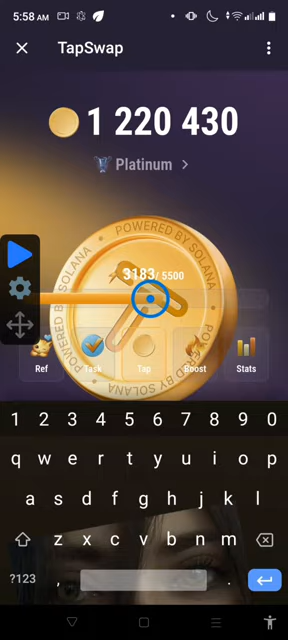 5:58 AM
TapSwap
1 220 430
Platinum >
POWERED BY SOLANA
POWERED BY SOLANA
3183/ 5500
Ref Task Tap Boost Stats
1 2 3 4 5 6 7 8 9 0
q w e r t y u i o p
a s d f g h j k l
z x c v b n m
?123 , .